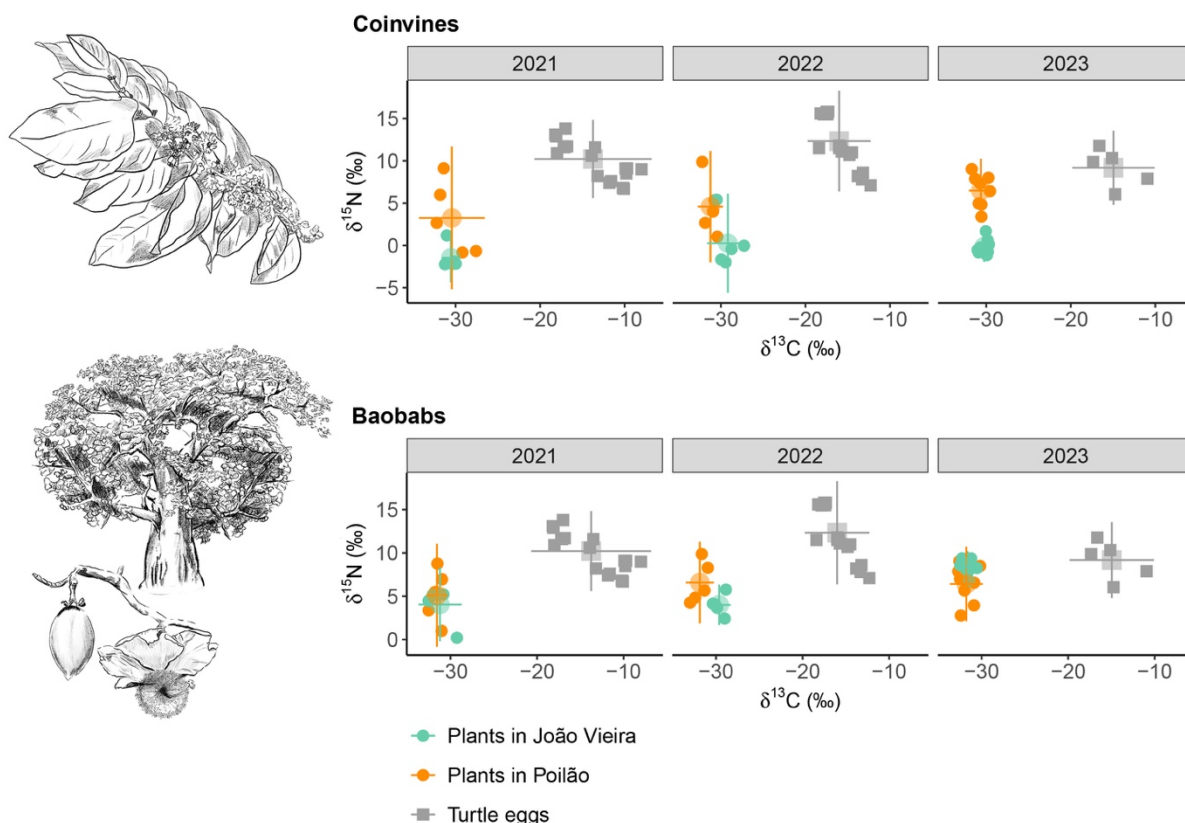 Coinvines
2021 2022 2023
15
10
5
0
−5
δ¹⁵N (‰)
−30 −20 −10 −30 −20 −10 −30 −20 −10
δ¹³C (‰)
Baobabs
2021 2022 2023
15
10
5
0
δ¹⁵N (‰)
−30 −20 −10 −30 −20 −10 −30 −20 −10
δ¹³C (‰)
Plants in João Vieira
Plants in Poilão
Turtle eggs